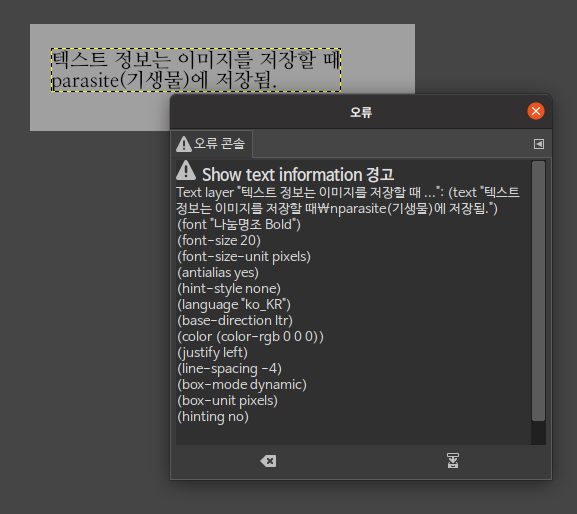 텍스트 정보는 이미지를 저장할 때
parasite(기생물)에 저장됨.
오류
오류 콘솔
Show text information 경고
Text layer "텍스트 정보는 이미지를 저장할 때 ...": (text "텍스트
정보는 이미지를 저장할 때₩nparasite(기생물)에 저장됨.")
(font "나눔명조 Bold")
(font-size 20)
(font-size-unit pixels)
(antialias yes)
(hint-style none)
(language "ko_KR")
(base-direction ltr)
(color (color-rgb 0 0 0))
(justify left)
(line-spacing -4)
(box-mode dynamic)
(box-unit pixels)
(hinting no)